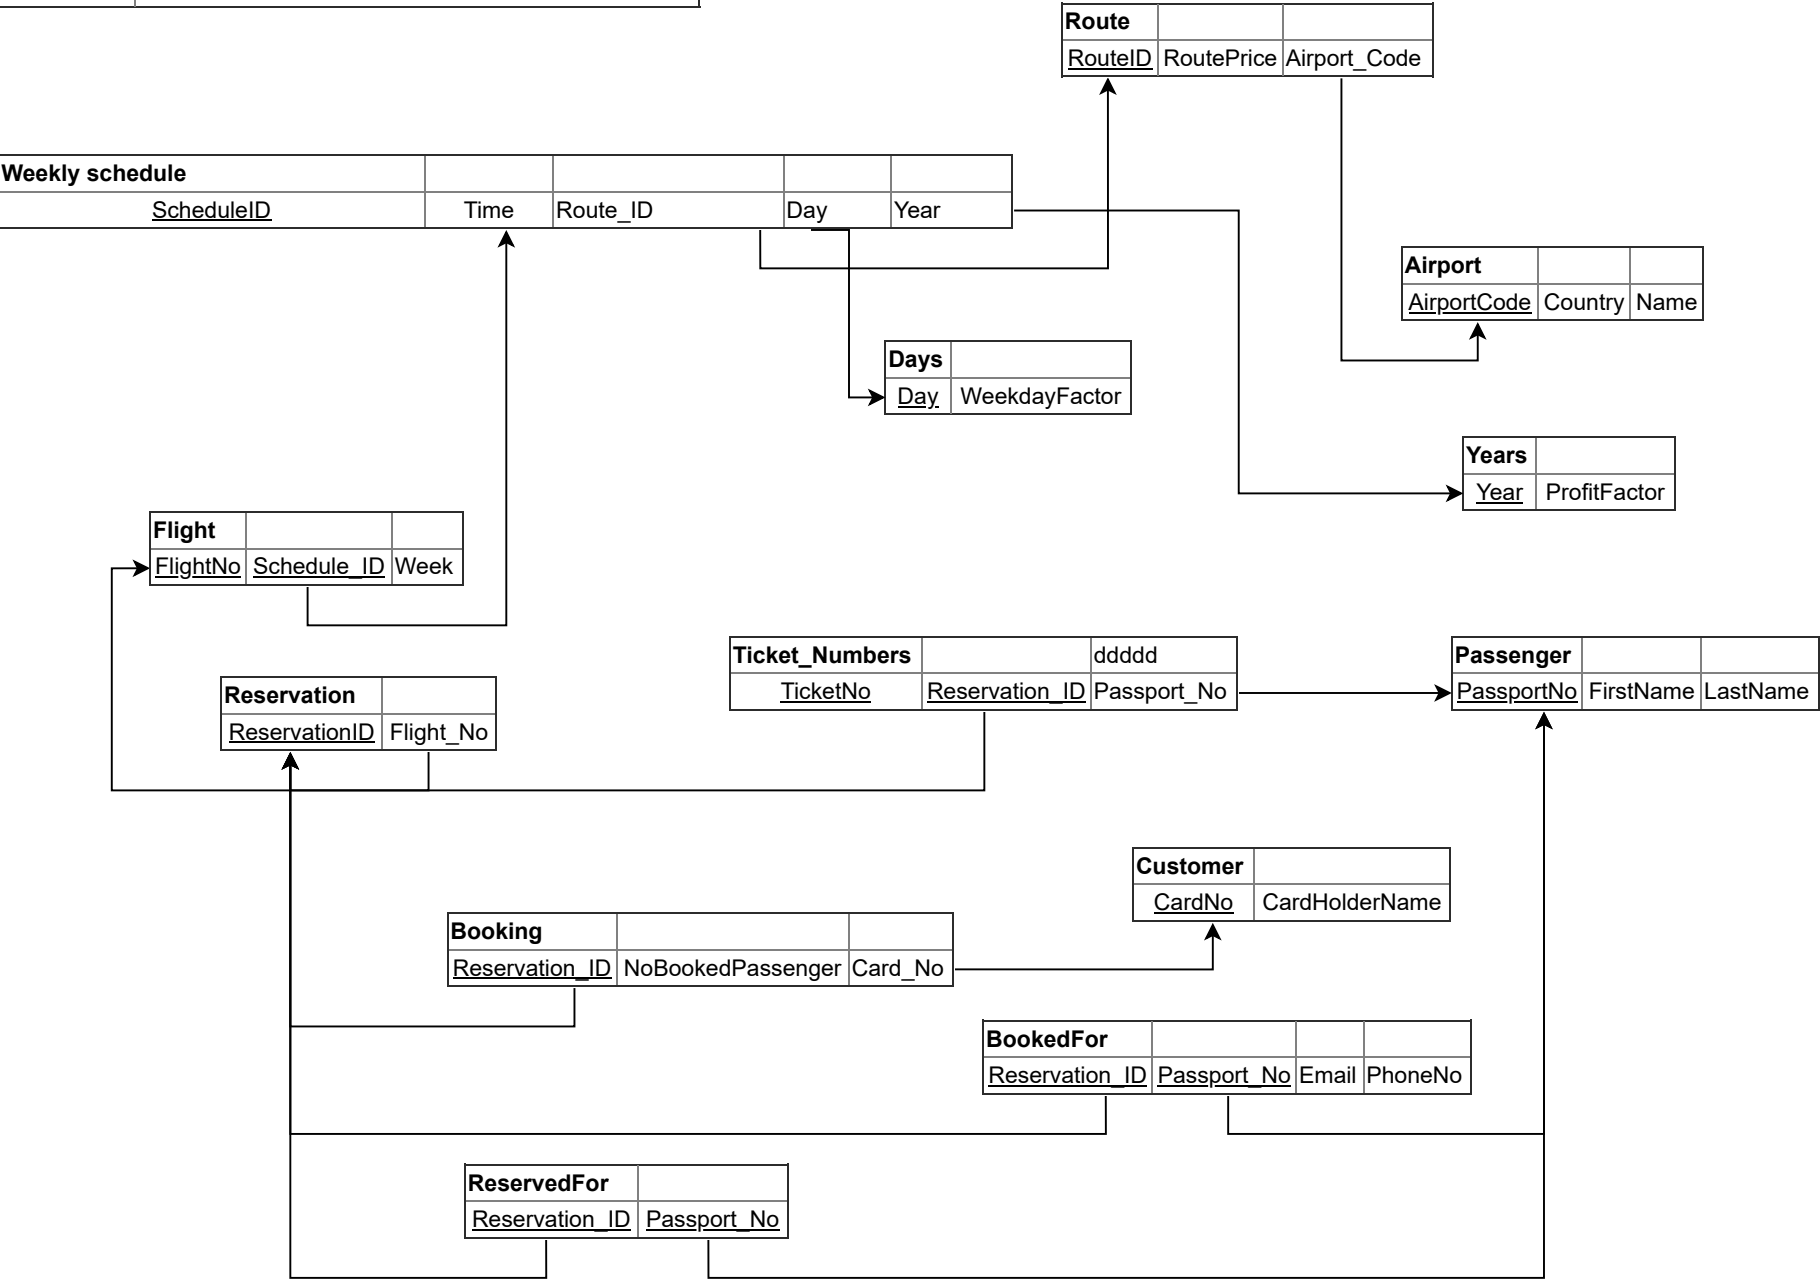 Route
RouteID RoutePrice Airport_Code
Weekly schedule
ScheduleID Time Route_ID Day Year
Airport
AirportCode Country Name
Days
Day WeekdayFactor
Years
Year ProfitFactor
Flight
FlightNo Schedule_ID Week
Ticket_Numbers ddddd
TicketNo Reservation_ID Passport_No
Passenger
PassportNo FirstName LastName
Reservation
ReservationID Flight_No
Customer
CardNo CardHolderName
Booking
Reservation_ID NoBookedPassenger Card_No
BookedFor
Reservation_ID Passport_No Email PhoneNo
ReservedFor
Reservation_ID Passport_No